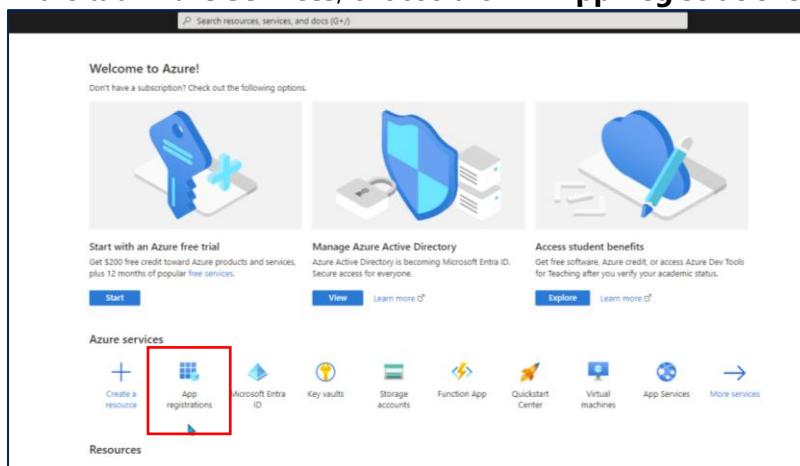 Search resources, services, and docs (G+/)
Welcome to Azure!
Don't have a subscription? Check out the following options.
Start with an Azure free trial
Get $200 free credit toward Azure products and services,
plus 12 months of popular free services.
Start
Manage Azure Active Directory
Azure Active Directory is becoming Microsoft Entra ID.
Secure access for everyone.
View Learn more
Access student benefits
Get free software, Azure credit, or access Azure Dev Tools
for Teaching after you verify your academic status.
Explore Learn more
Azure services
Create a
resource
App
registrations
Microsoft Entra
ID
Key vaults
Storage
accounts
Function App
Quickstart
Center
Virtual
machines
App Services
More services
Resources